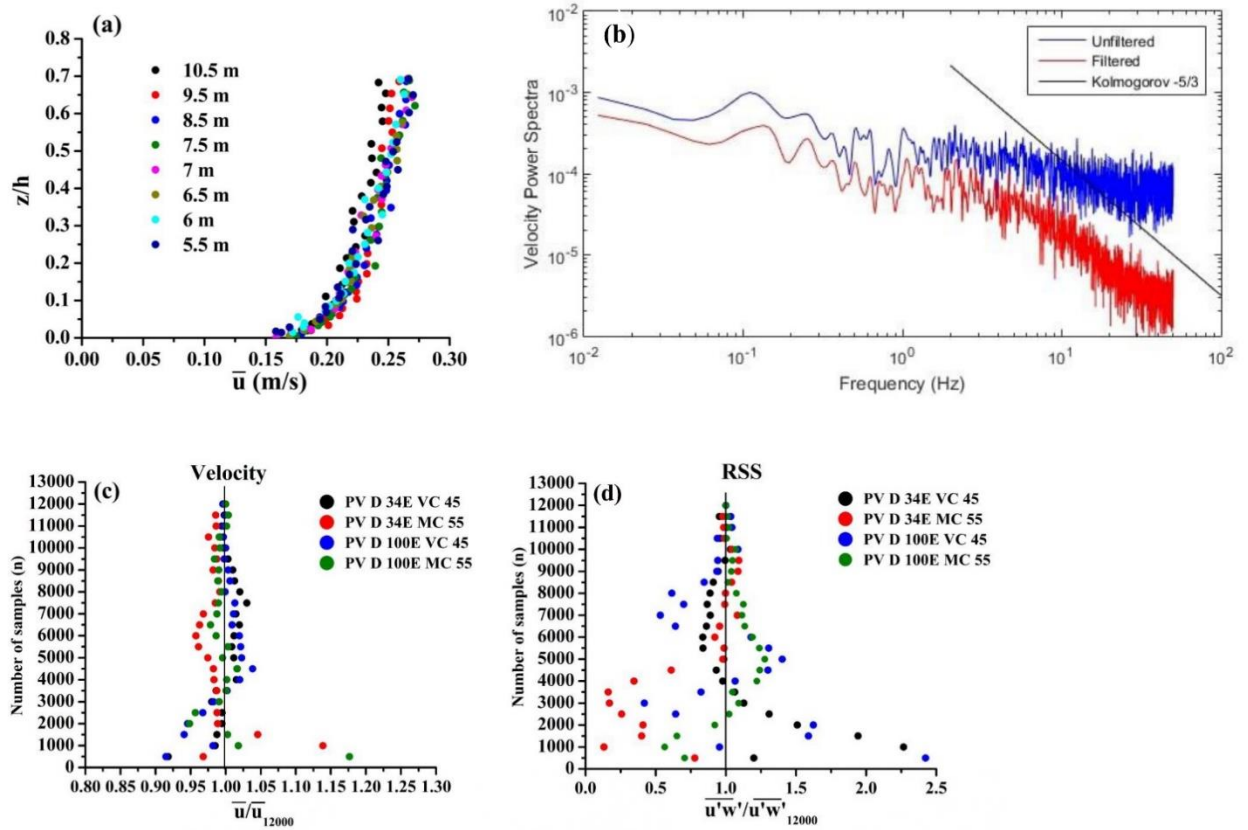 (a)
0.8
0.7
0.6
0.5
0.4
0.3
0.2
0.1
0.0
z/h
10.5 m
9.5 m
8.5 m
7.5 m
7 m
6.5 m
6 m
5.5 m
0.00 0.05 0.10 0.15 0.20 0.25 0.30
u̅ (m/s)
(b)
10⁻²
10⁻³
10⁻⁴
10⁻⁵
10⁻⁶
Velocity Power Spectra
Unfiltered
Filtered
Kolmogorov -5/3
10⁻² 10⁻¹ 10⁰ 10¹ 10²
Frequency (Hz)
Velocity
(c)
13000
12000
11000
10000
9000
8000
7000
6000
5000
4000
3000
2000
1000
0
Number of samples (n)
PV D 34E VC 45
PV D 34E MC 55
PV D 100E VC 45
PV D 100E MC 55
0.80 0.85 0.90 0.95 1.00 1.05 1.10 1.15 1.20 1.25 1.30
u̅/u̅₁₂₀₀₀
RSS
(d)
13000
12000
11000
10000
9000
8000
7000
6000
5000
4000
3000
2000
1000
0
Number of samples (n)
PV D 34E VC 45
PV D 34E MC 55
PV D 100E VC 45
PV D 100E MC 55
0.0 0.5 1.0 1.5 2.0 2.5
u'w'/u'w'₁₂₀₀₀